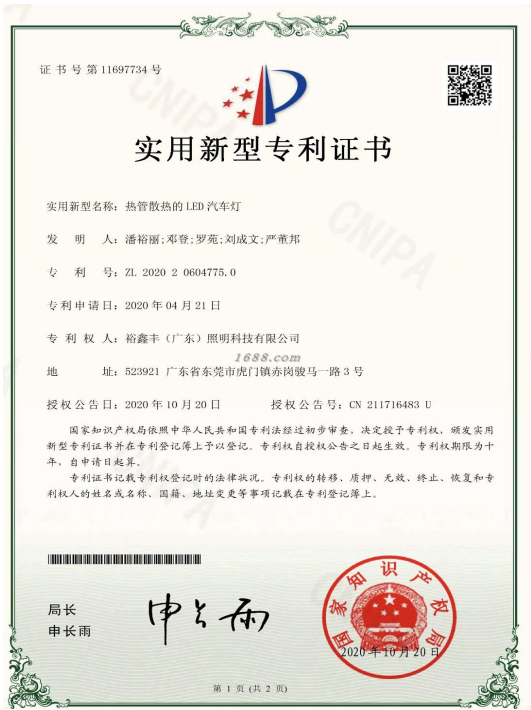 证书号第11697734号
实用新型专利证书
实用新型名称：热管散热的LED汽车灯
发明人：潘裕丽;邓登;罗苑;刘成文;严董邦
专利号：ZL 2020 2 0604775.0
专利申请日：2020年04月21日
专利权人：裕鑫丰（广东）照明科技有限公司
1688.com
地址：523921 广东省东莞市虎门镇赤岗骏马一路3号
授权公告日：2020年10月20日 授权公告号：CN 211716483 U
国家知识产权局依照中华人民共和国专利法经过初步审查，决定授予专利权，颁发实用
新型专利证书并在专利登记簿上予以登记。专利权自授权公告之日起生效。专利权期限为十
年，自申请日起算。
专利证书记载专利权登记时的法律状况。专利权的转移、质押、无效、终止、恢复和专
利权人的姓名或名称、国籍、地址变更等事项记载在专利登记簿上。
局长
申长雨
申长雨
国家知识产权局
2020年10月20日
第 1 页 (共 2 页)
CNIPA
CNIPA
CNIPA